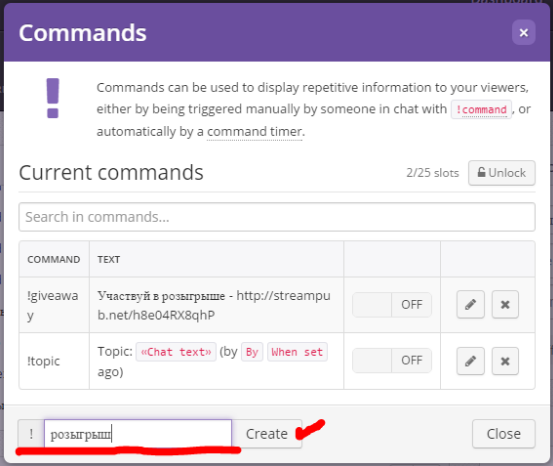 Commands
×
!
Commands can be used to display repetitive information to your viewers,
either by being triggered manually by someone in chat with !command, or
automatically by a command timer.
Current commands
2/25 slots
Unlock
Search in commands...
COMMAND
TEXT
!giveawa
y
Участвуй в розыгрыше - http://streampu
b.net/h8e04RX8qhP
OFF
!topic
Topic: «Chat text» (by By When set
ago)
OFF
!
розыгрыш
Create
Close